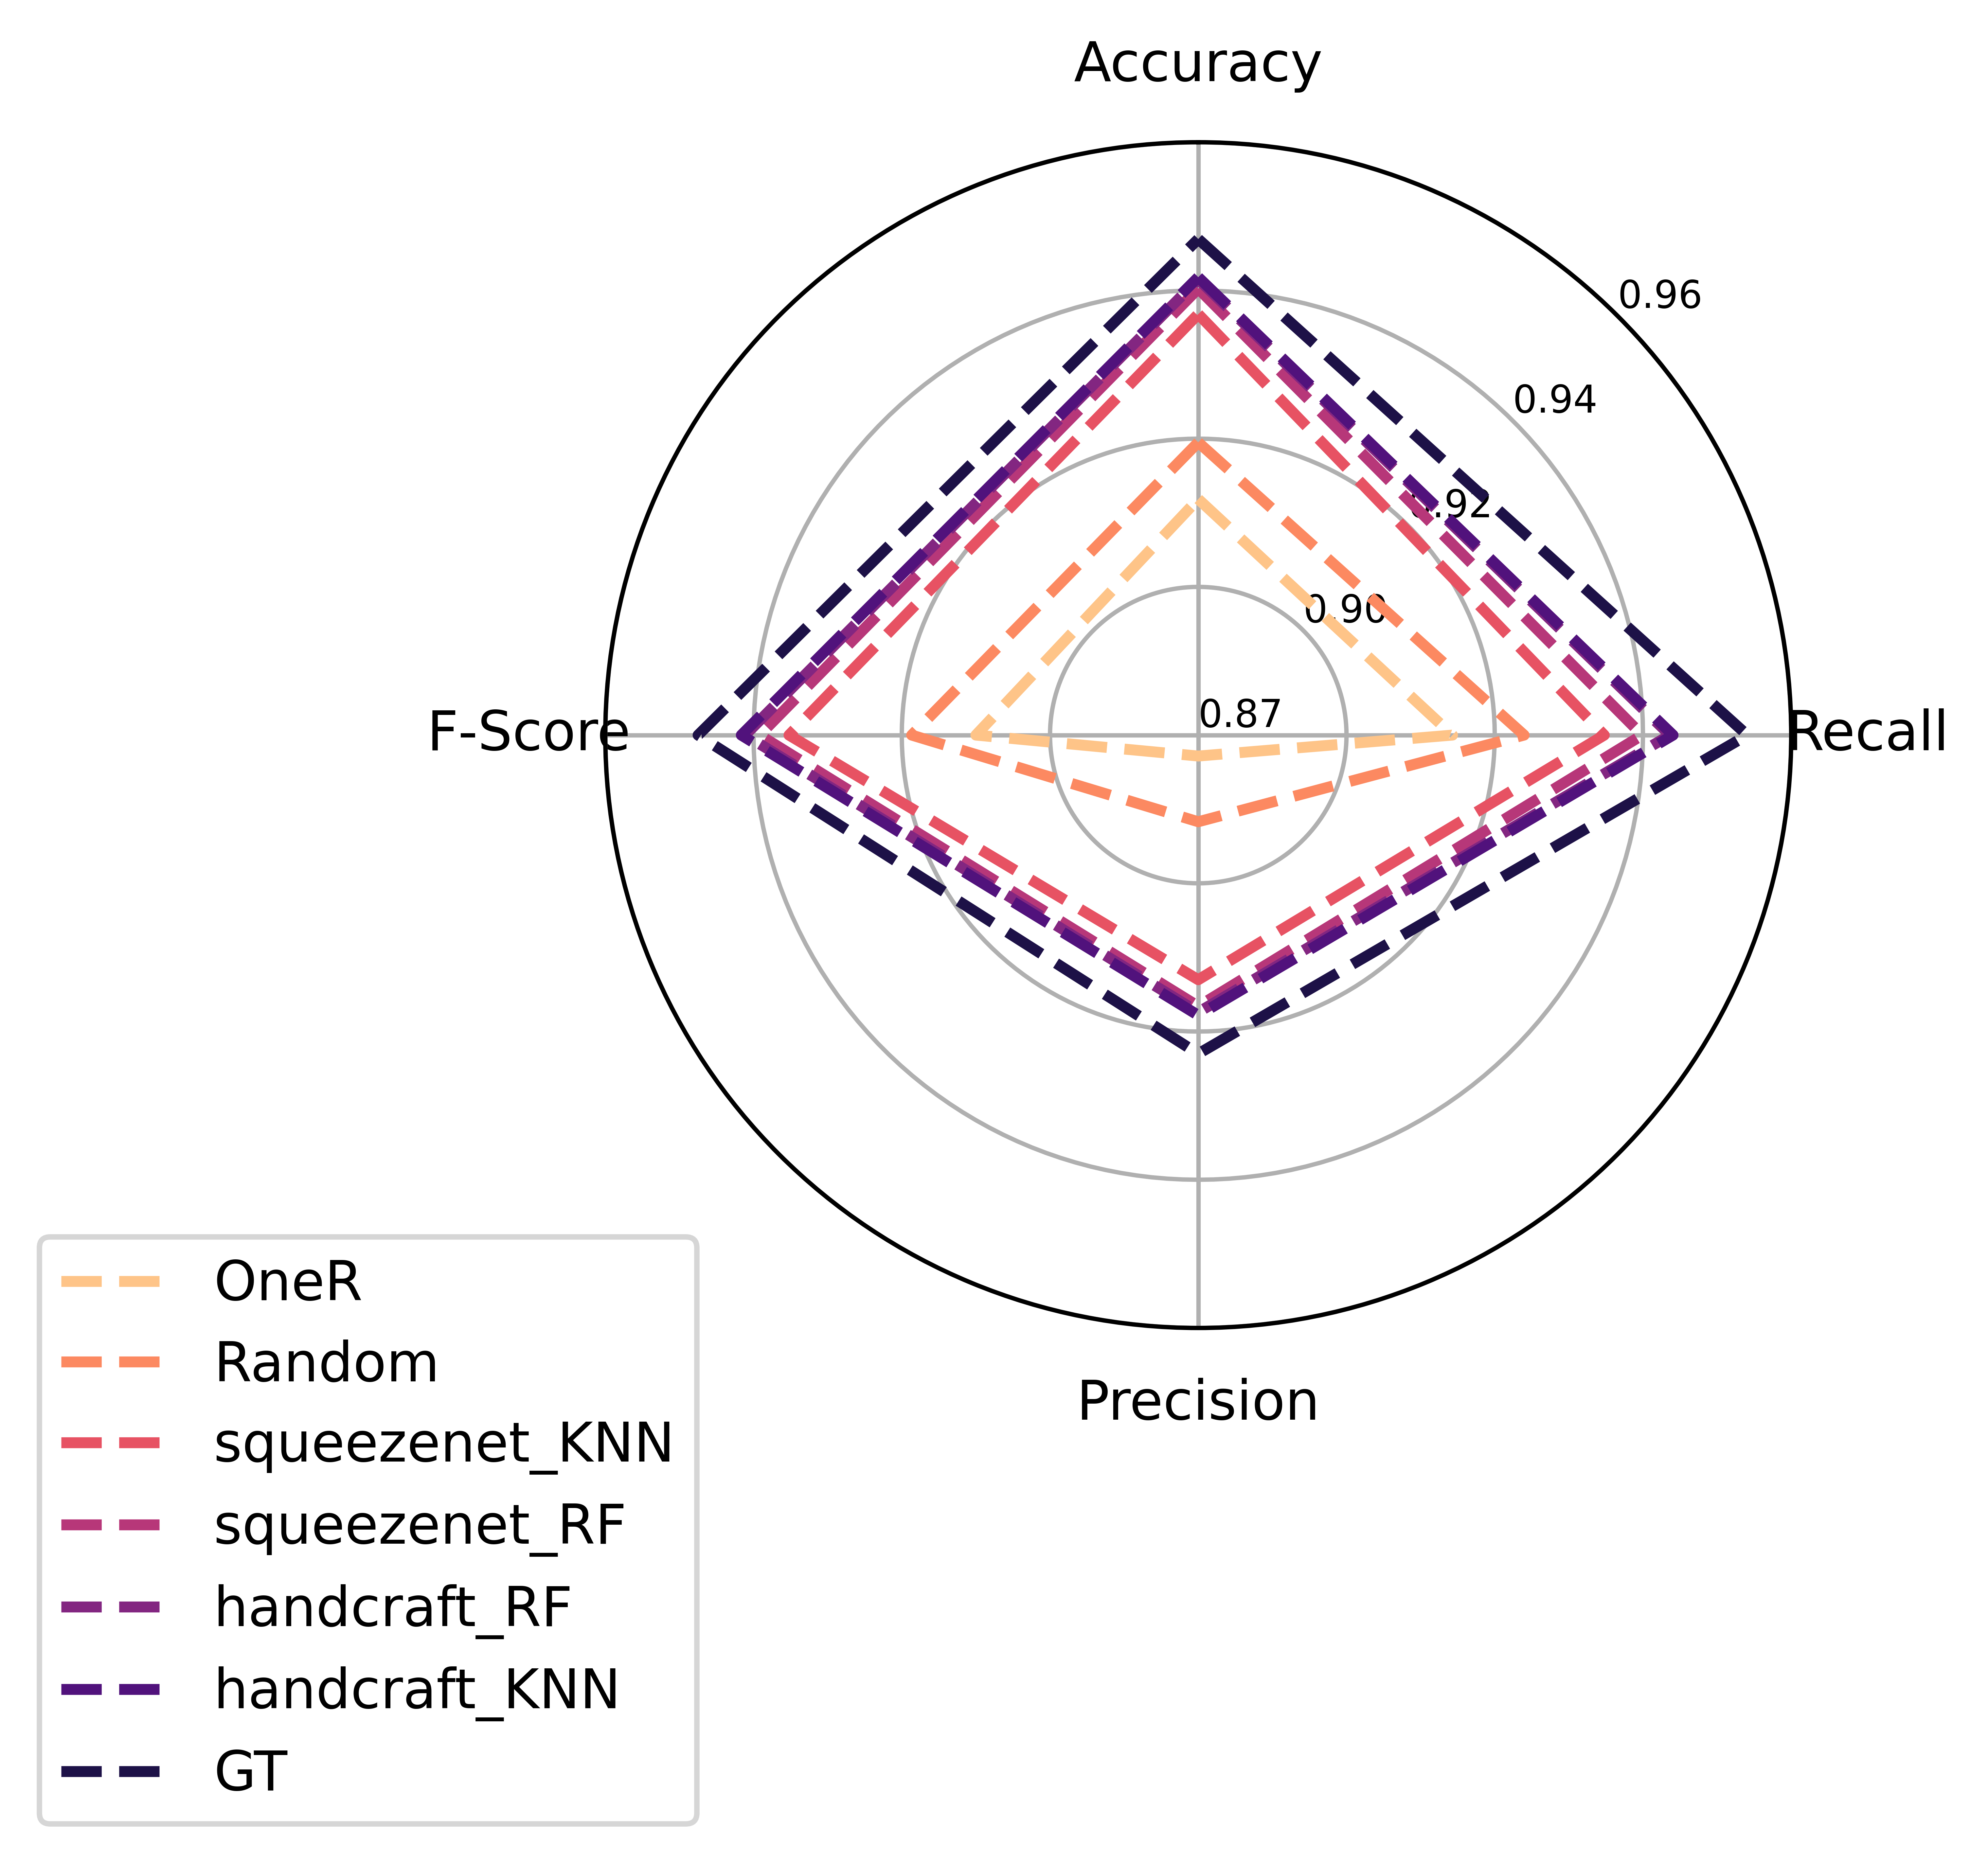 Accuracy
0.96
0.94
0.92
0.90
0.87
F-Score
Recall
Precision
OneR
Random
squeezenet_KNN
squeezenet_RF
handcraft_RF
handcraft_KNN
GT